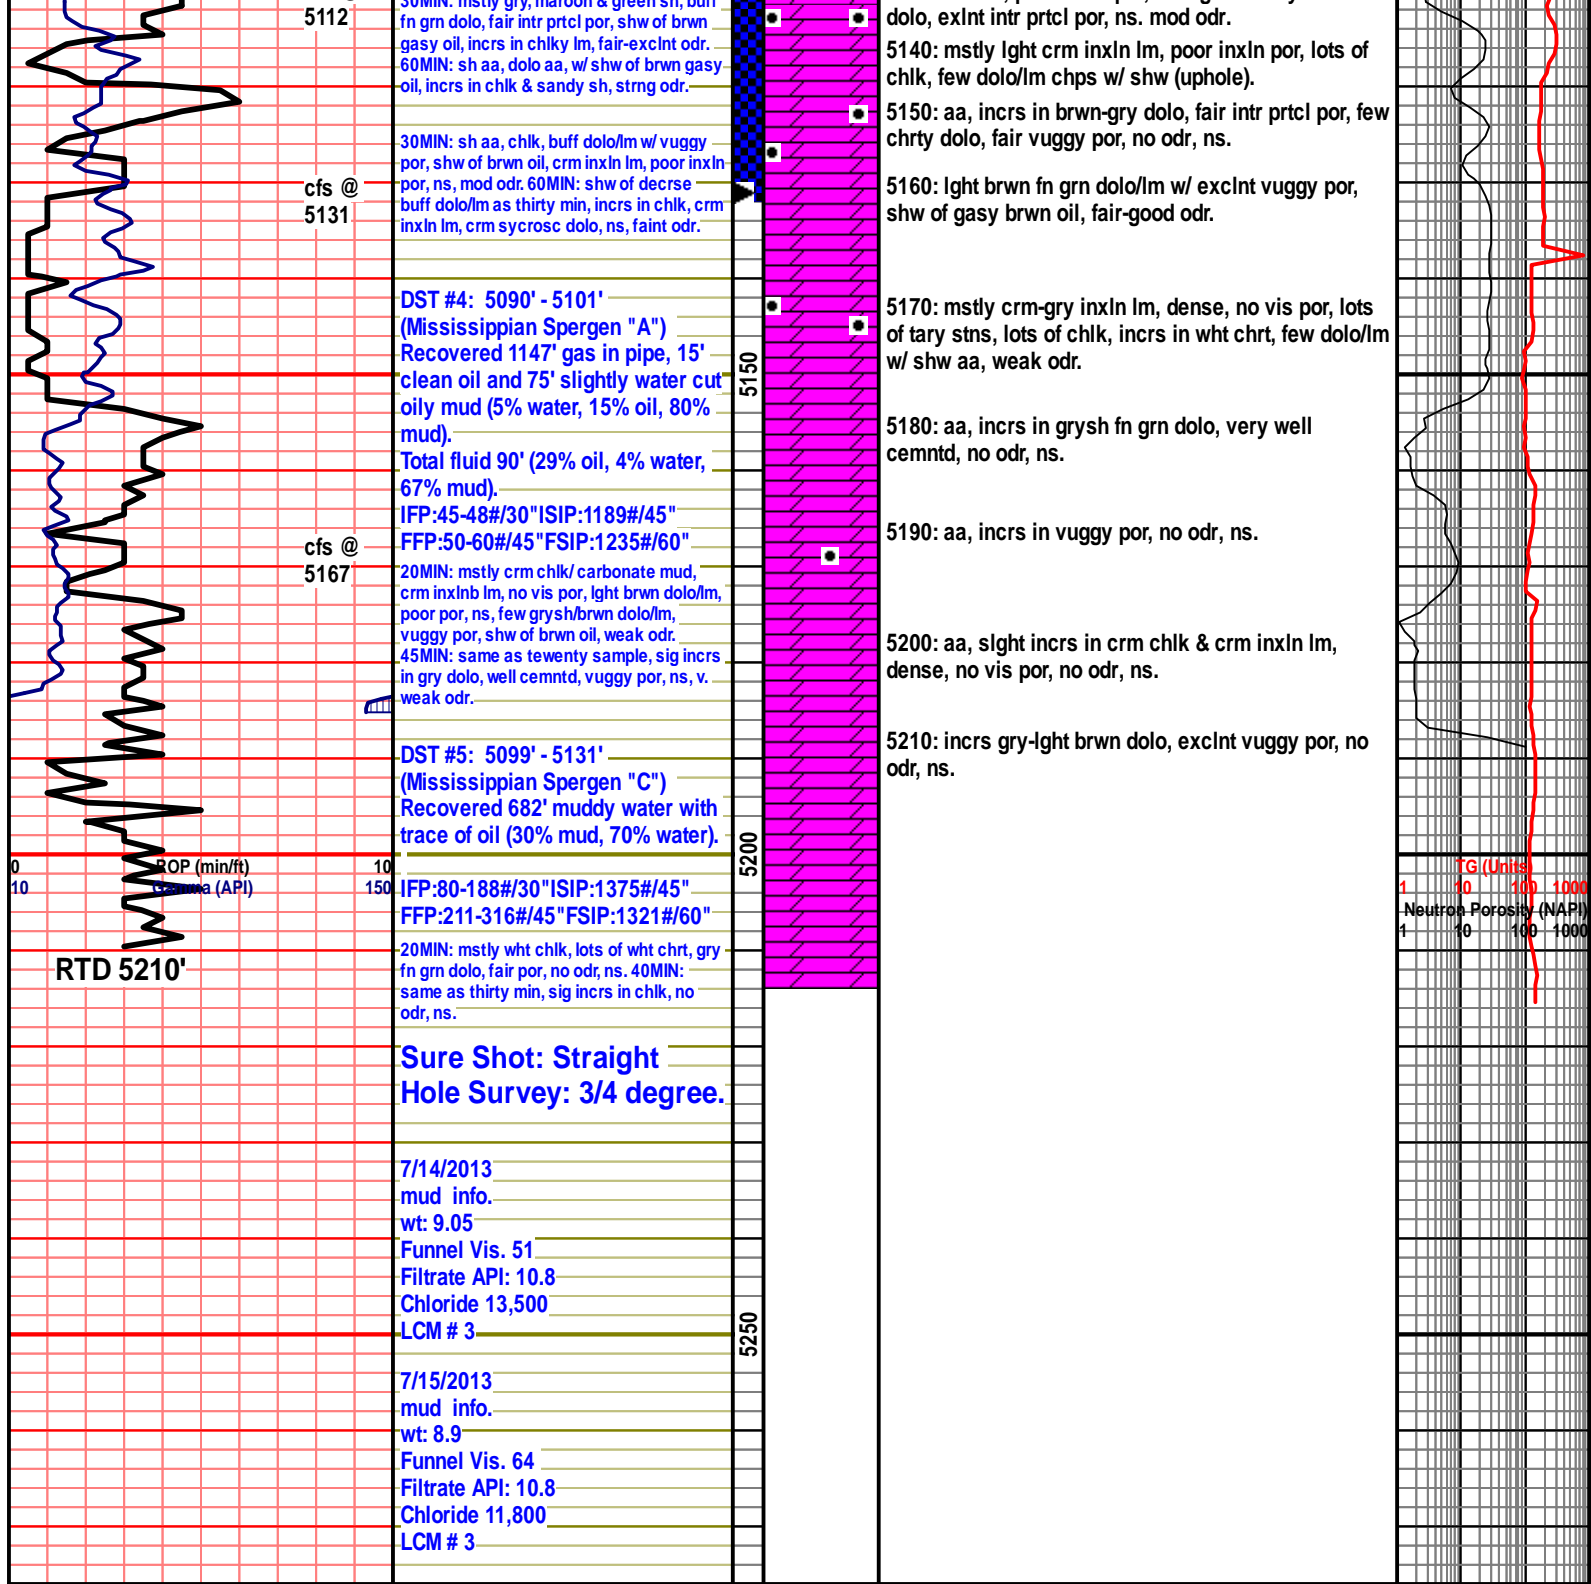 5112
cfs @
5131
cfs @
5167
0 ROP (min/ft) 10
10 Gamma (API) 150
RTD 5210'
30MIN: mstly gry, maroon & green sh, buff
fn grn dolo, fair intr prtcl por, shw of brwn
gasy oil, incrs in chlky lm, fair-exclnt odr.
60MIN: sh aa, dolo aa, w/ shw of brwn gasy
oil, incrs in chlk & sandy sh, strng odr.
30MIN: sh aa, chlk, buff dolo/lm w/ vuggy
por, shw of brwn oil, crm inxln lm, poor inxln
por, ns, mod odr. 60MIN: shw of decrse
buff dolo/lm as thirty min, incrs in chlk, crm
inxln lm, crm sycrosc dolo, ns, faint odr.
DST #4: 5090' - 5101'
(Mississippian Spergen "A")
Recovered 1147' gas in pipe, 15'
clean oil and 75' slightly water cut
oily mud (5% water, 15% oil, 80%
mud).
Total fluid 90' (29% oil, 4% water,
67% mud).
IFP:45-48#/30"ISIP:1189#/45"
FFP:50-60#/45"FSIP:1235#/60"
20MIN: mstly crm chlk/ carbonate mud,
crm inxlnb lm, no vis por, lght brwn dolo/lm,
poor por, ns, few grysh/brwn dolo/lm,
vuggy por, shw of brwn oil, weak odr.
45MIN: same as tewenty sample, sig incrs
in gry dolo, well cemntd, vuggy por, ns, v.
weak odr.
DST #5: 5099' - 5131'
(Mississippian Spergen "C")
Recovered 682' muddy water with
trace of oil (30% mud, 70% water).
IFP:80-188#/30"ISIP:1375#/45"
FFP:211-316#/45"FSIP:1321#/60"
20MIN: mstly wht chlk, lots of wht chrt, gry
fn grn dolo, fair por, no odr, ns. 40MIN:
same as thirty min, sig incrs in chlk, no
odr, ns.
Sure Shot: Straight
Hole Survey: 3/4 degree.
7/14/2013
mud info.
wt: 9.05
Funnel Vis. 51
Filtrate API: 10.8
Chloride 13,500
LCM # 3
7/15/2013
mud info.
wt: 8.9
Funnel Vis. 64
Filtrate API: 10.8
Chloride 11,800
LCM # 3
5150
5200
5250
dolo, exlnt intr prtcl por, ns. mod odr.
5140: mstly lght crm inxln lm, poor inxln por, lots of
chlk, few dolo/lm chps w/ shw (uphole).
5150: aa, incrs in brwn-gry dolo, fair intr prtcl por, few
chrty dolo, fair vuggy por, no odr, ns.
5160: lght brwn fn grn dolo/lm w/ exclnt vuggy por,
shw of gasy brwn oil, fair-good odr.
5170: mstly crm-gry inxln lm, dense, no vis por, lots
of tary stns, lots of chlk, incrs in wht chrt, few dolo/lm
w/ shw aa, weak odr.
5180: aa, incrs in grysh fn grn dolo, very well
cemntd, no odr, ns.
5190: aa, incrs in vuggy por, no odr, ns.
5200: aa, slght incrs in crm chlk & crm inxln lm,
dense, no vis por, no odr, ns.
5210: incrs gry-lght brwn dolo, exclnt vuggy por, no
odr, ns.
TG (Units)
1 10 100 1000
Neutron Porosity (NAPI)
1 10 100 1000